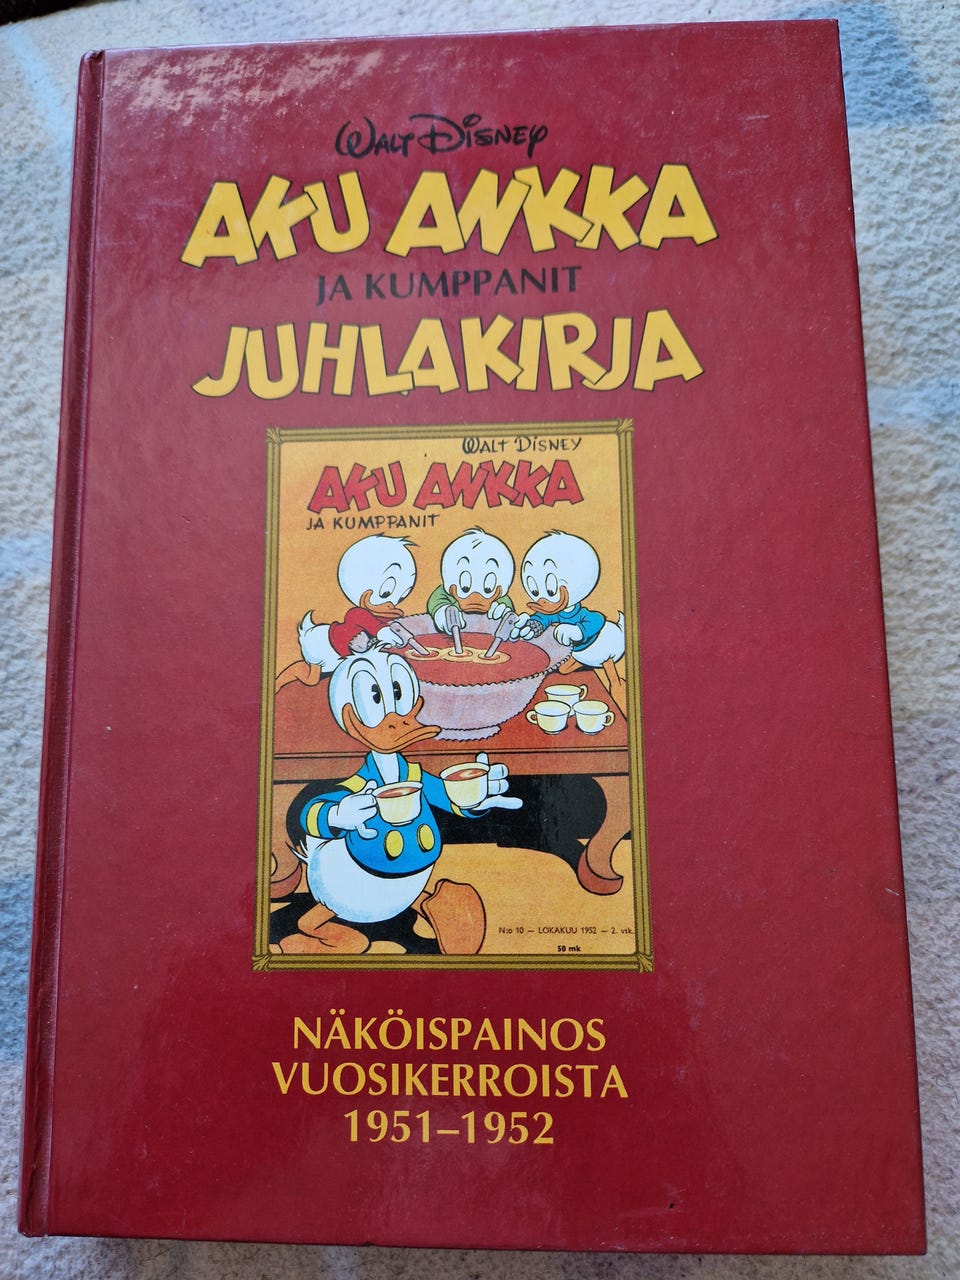 Walt Disney
AKU ANKKA
JA KUMPPANIT
JUHLAKIRJA
WALT DISNEY
AKU ANKKA
JA KUMPPANIT
N:o 10 — LOKAKUU 1952 — 2. vsk.
50 mk
NÄKÖISPAINOS
VUOSIKERROISTA
1951–1952